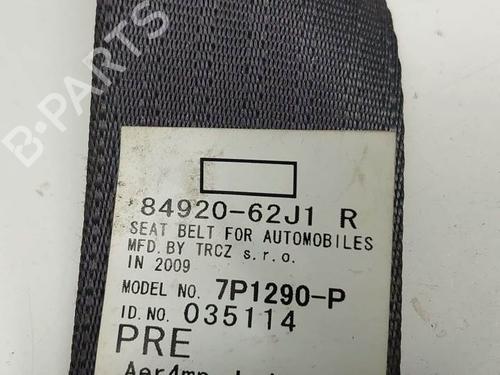 B-PARTS
84920-62J1 R
SEAT BELT FOR AUTOMOBILES
MFD. BY TRCZ s.r.o.
IN 2009
MODEL NO. 7P1290-P
ID. NO. 035114
PRE